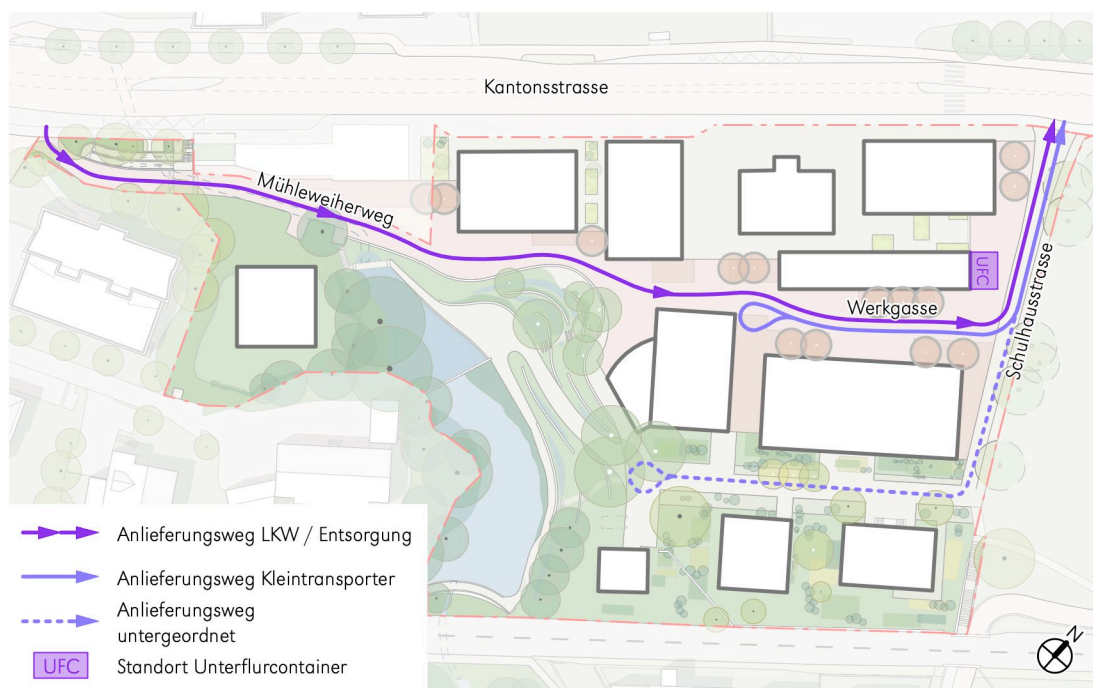 Kantonsstrasse
Mühleweiherweg
UFC
Werkgasse
Schulhausstrasse
Anlieferungsweg LKW / Entsorgung
Anlieferungsweg Kleintransporter
Anlieferungsweg
untergeordnet
UFC
Standort Unterflurcontainer
N